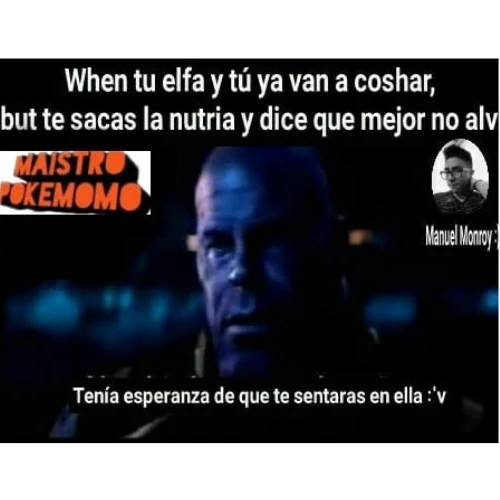 When tu elfa y tú ya van a coshar,
but te sacas la nutria y dice que mejor no alv
MAISTRO
POKEMOMO
Manuel Monroy :)
Tenía esperanza de que te sentaras en ella :'v